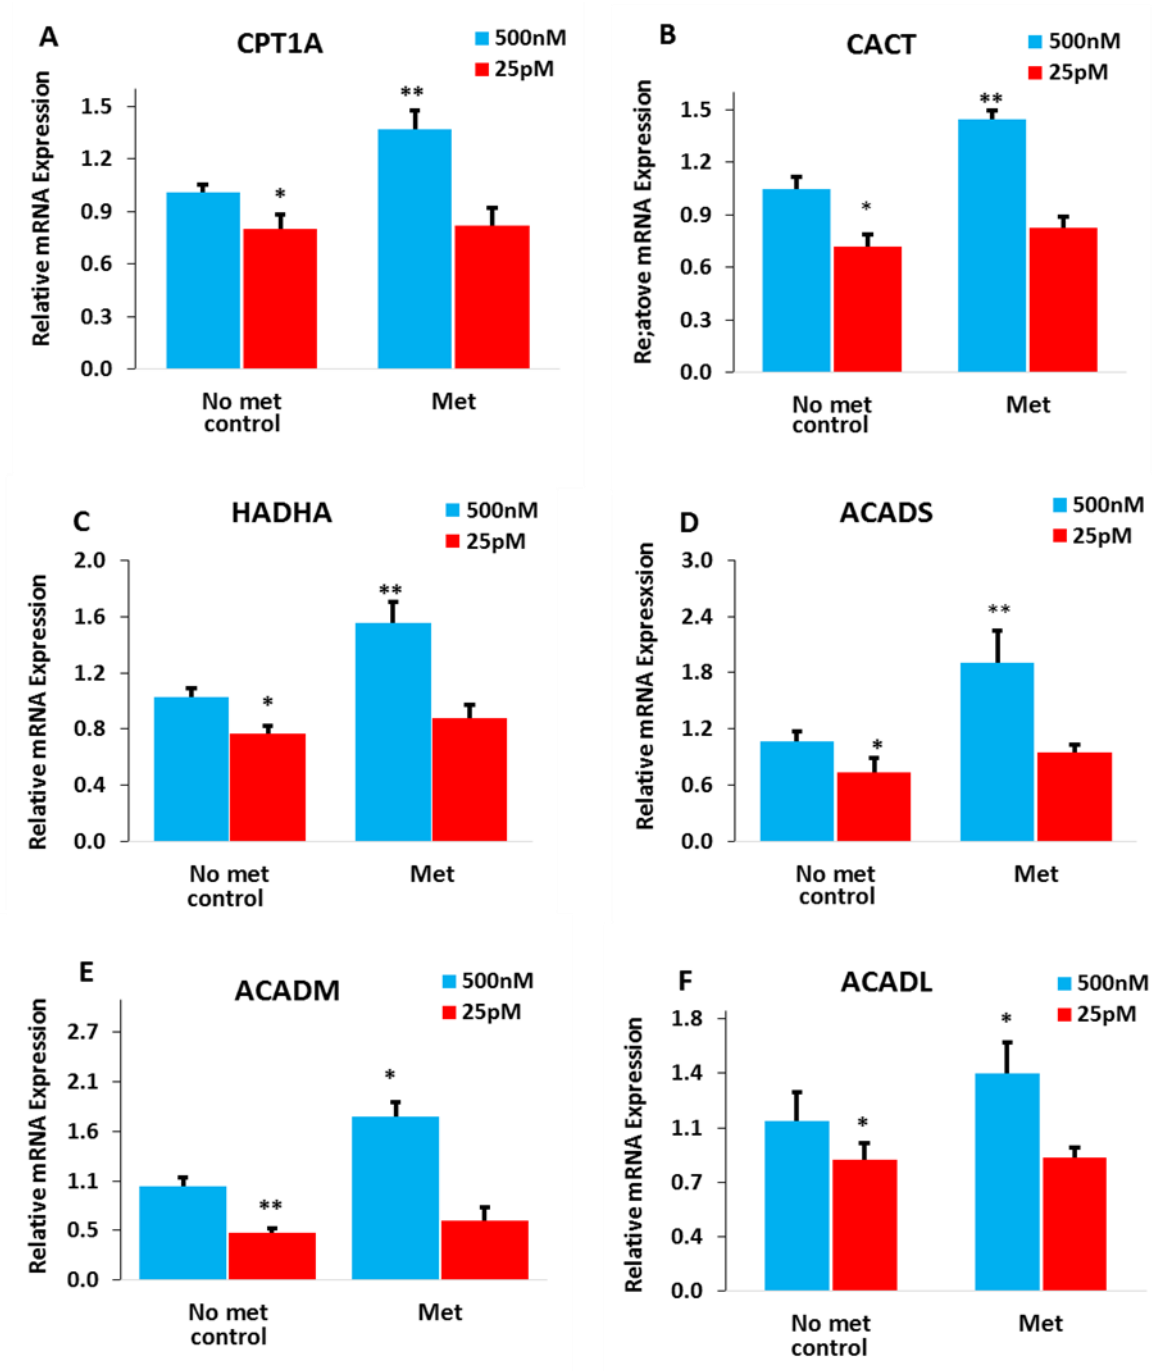 A
CPT1A
500nM
25pM
Relative mRNA Expression
1.5
1.2
0.9
0.6
0.3
0.0
**
*
No met
control
Met
B
CACT
500nM
25pM
Re;atove mRNA Expression
1.5
1.2
0.9
0.6
0.3
0.0
**
*
No met
control
Met
C
HADHA
500nM
25pM
Relative mRNA Expression
2.0
1.6
1.2
0.8
0.4
0.0
**
*
No met
control
Met
D
ACADS
500nM
25pM
Relative mRNA Expresxsion
3.0
2.4
1.8
1.2
0.6
0.0
**
*
No met
control
Met
E
ACADM
500nM
25pM
Relative mRNA Expression
2.7
2.1
1.6
1.1
0.5
0.0
*
**
No met
control
Met
F
ACADL
500nM
25pM
Relative mRNA Expression
1.8
1.4
1.1
0.7
0.4
0.0
*
*
No met
control
Met